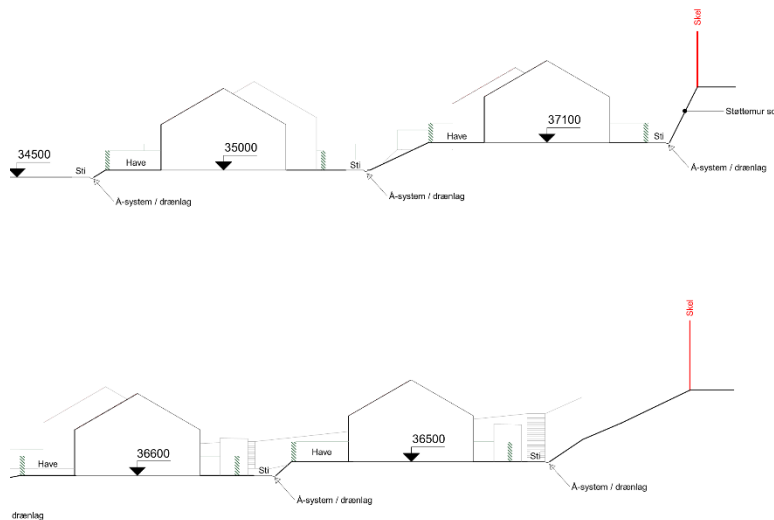 Skel
37100
Støttemur so
Have
Sti
34500
35000
Sti
Have
Sti
Å-system / drænlag
Å-system / drænlag
Å-system / drænlag
Skel
36600
36500
Have
Have
Sti
Sti
Å-system / drænlag
Å-system / drænlag
drænlag